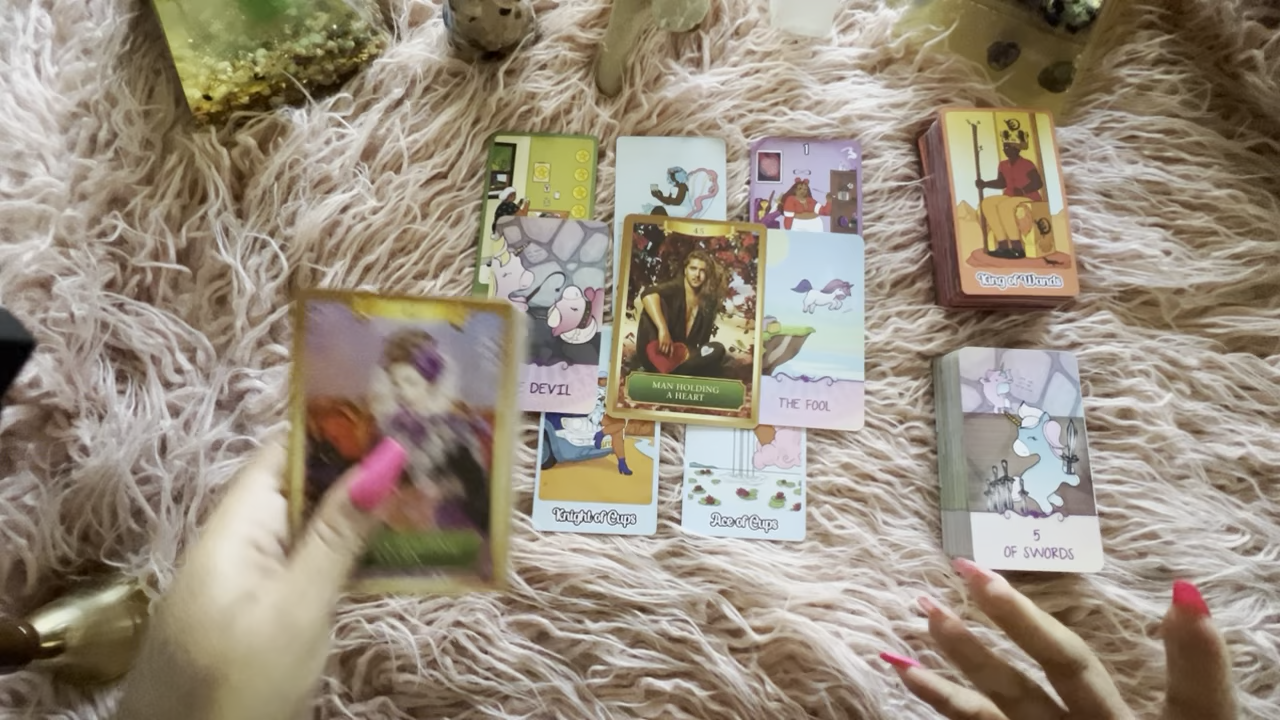 1
King of Wands
45
MAN HOLDING
A HEART
DEVIL
THE FOOL
Knight of Cups
Ace of Cups
5
OF SWORDS